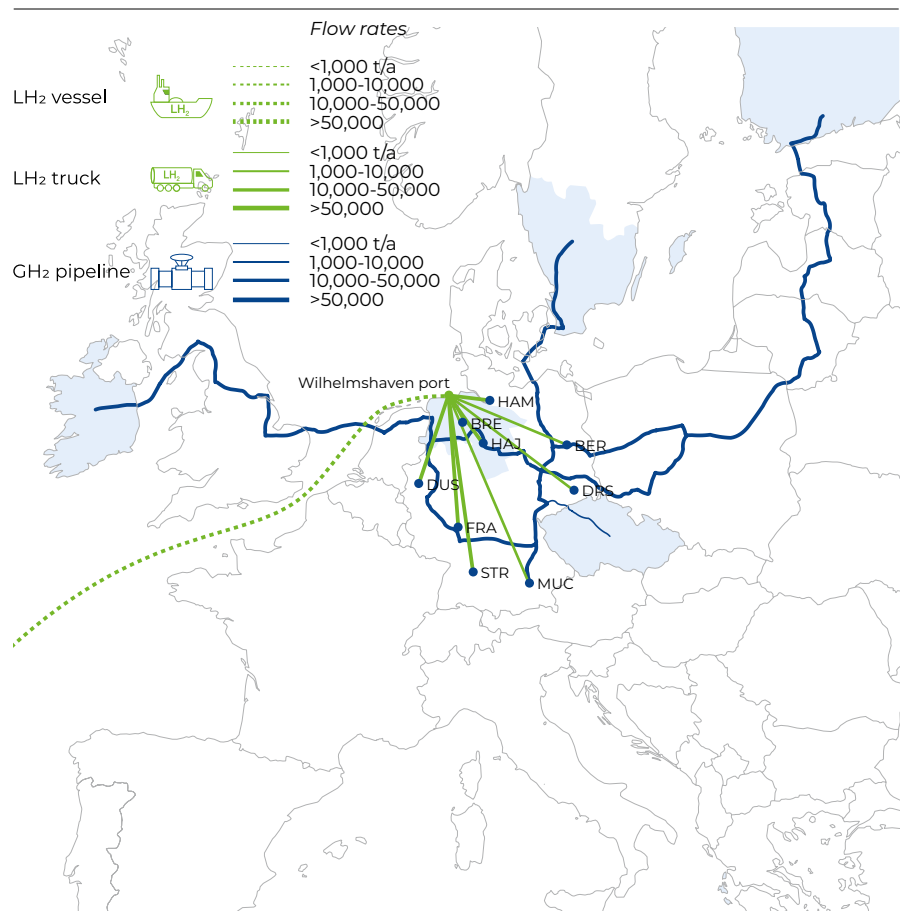 Flow rates
LH₂ vessel
LH₂
<1,000 t/a
1,000-10,000
10,000-50,000
>50,000
LH₂ truck
LH₂
<1,000 t/a
1,000-10,000
10,000-50,000
>50,000
GH₂ pipeline
<1,000 t/a
1,000-10,000
10,000-50,000
>50,000
Wilhelmshaven port
HAM
BRE
HAJ
BER
DUS
DRS
FRA
STR
MUC